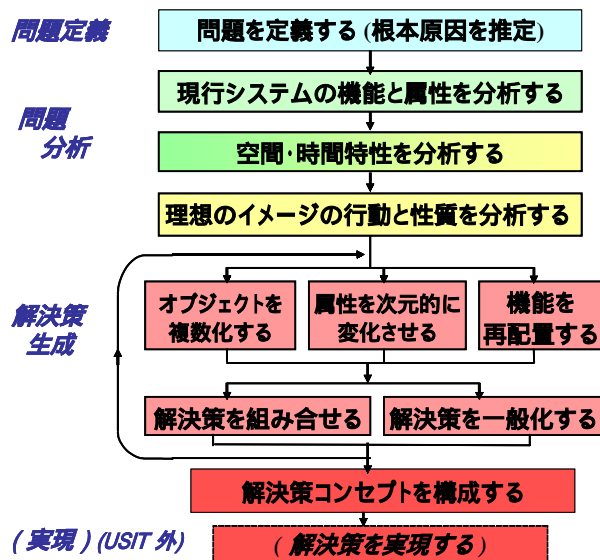 問題定義
問題を定義する (根本原因を推定)
現行システムの機能と属性を分析する
問題
分析
空間・時間特性を分析する
理想のイメージの行動と性質を分析する
解決策
生成
オブジェクトを
複数化する
属性を次元的に
変化させる
機能を
再配置する
解決策を組み合せる
解決策を一般化する
解決策コンセプトを構成する
( 実現 ) (USIT 外)
( 解決策を実現する )